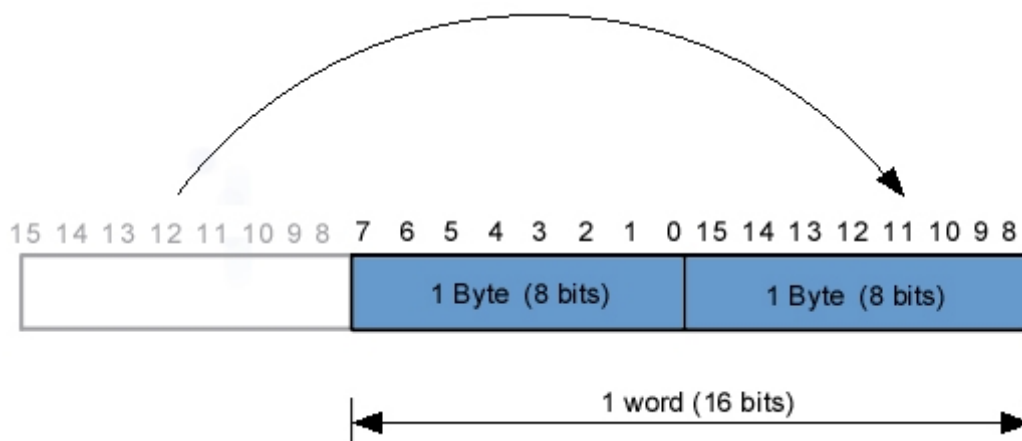 15 14 13 12 11 10 9 8 7 6 5 4 3 2 1 0 15 14 13 12 11 10 9 8
1 Byte (8 bits) 1 Byte (8 bits)
1 word (16 bits)